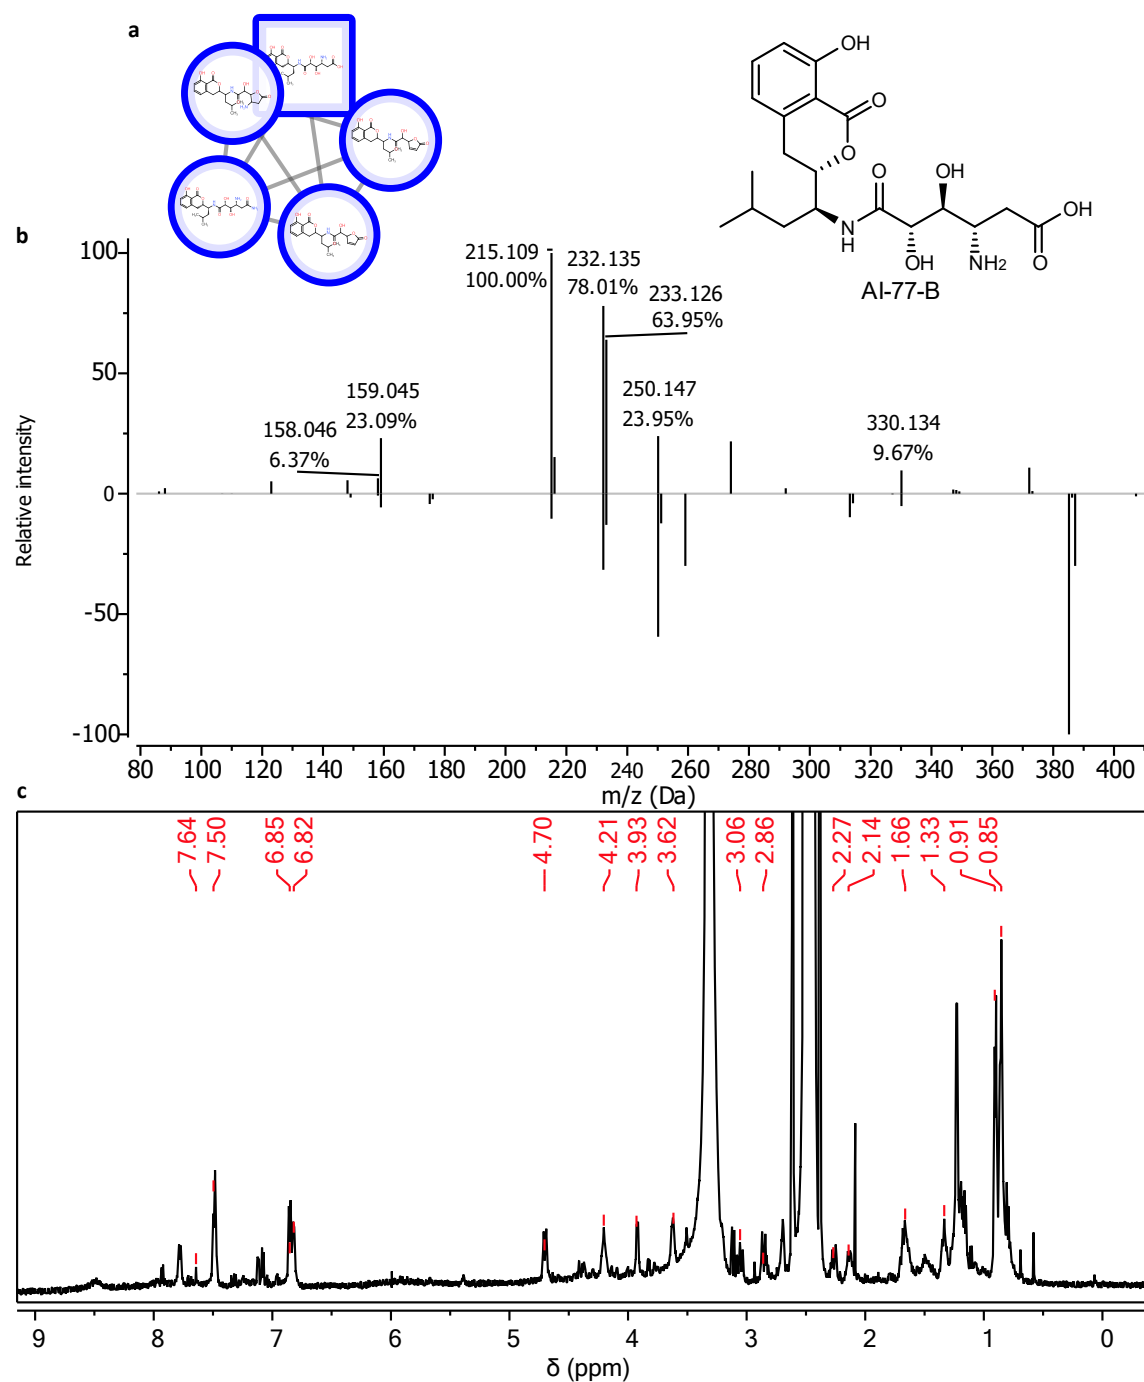 a
OH
O
O
O
OH
N
H
OH
NH2
O
OH
AI-77-B
b
100
50
0
-50
-100
Relative intensity
215.109
100.00%
232.135
78.01%
233.126
63.95%
159.045
23.09%
158.046
6.37%
250.147
23.95%
330.134
9.67%
80 100 120 140 160 180 200 220 240 260 280 300 320 340 360 380 400
m/z (Da)
c
7.64 7.50 6.85 6.82 4.70 4.21 3.93 3.62 3.06 2.86 2.27 2.14 1.66 1.33 0.91 0.85
9 8 7 6 5 4 3 2 1 0
δ (ppm)